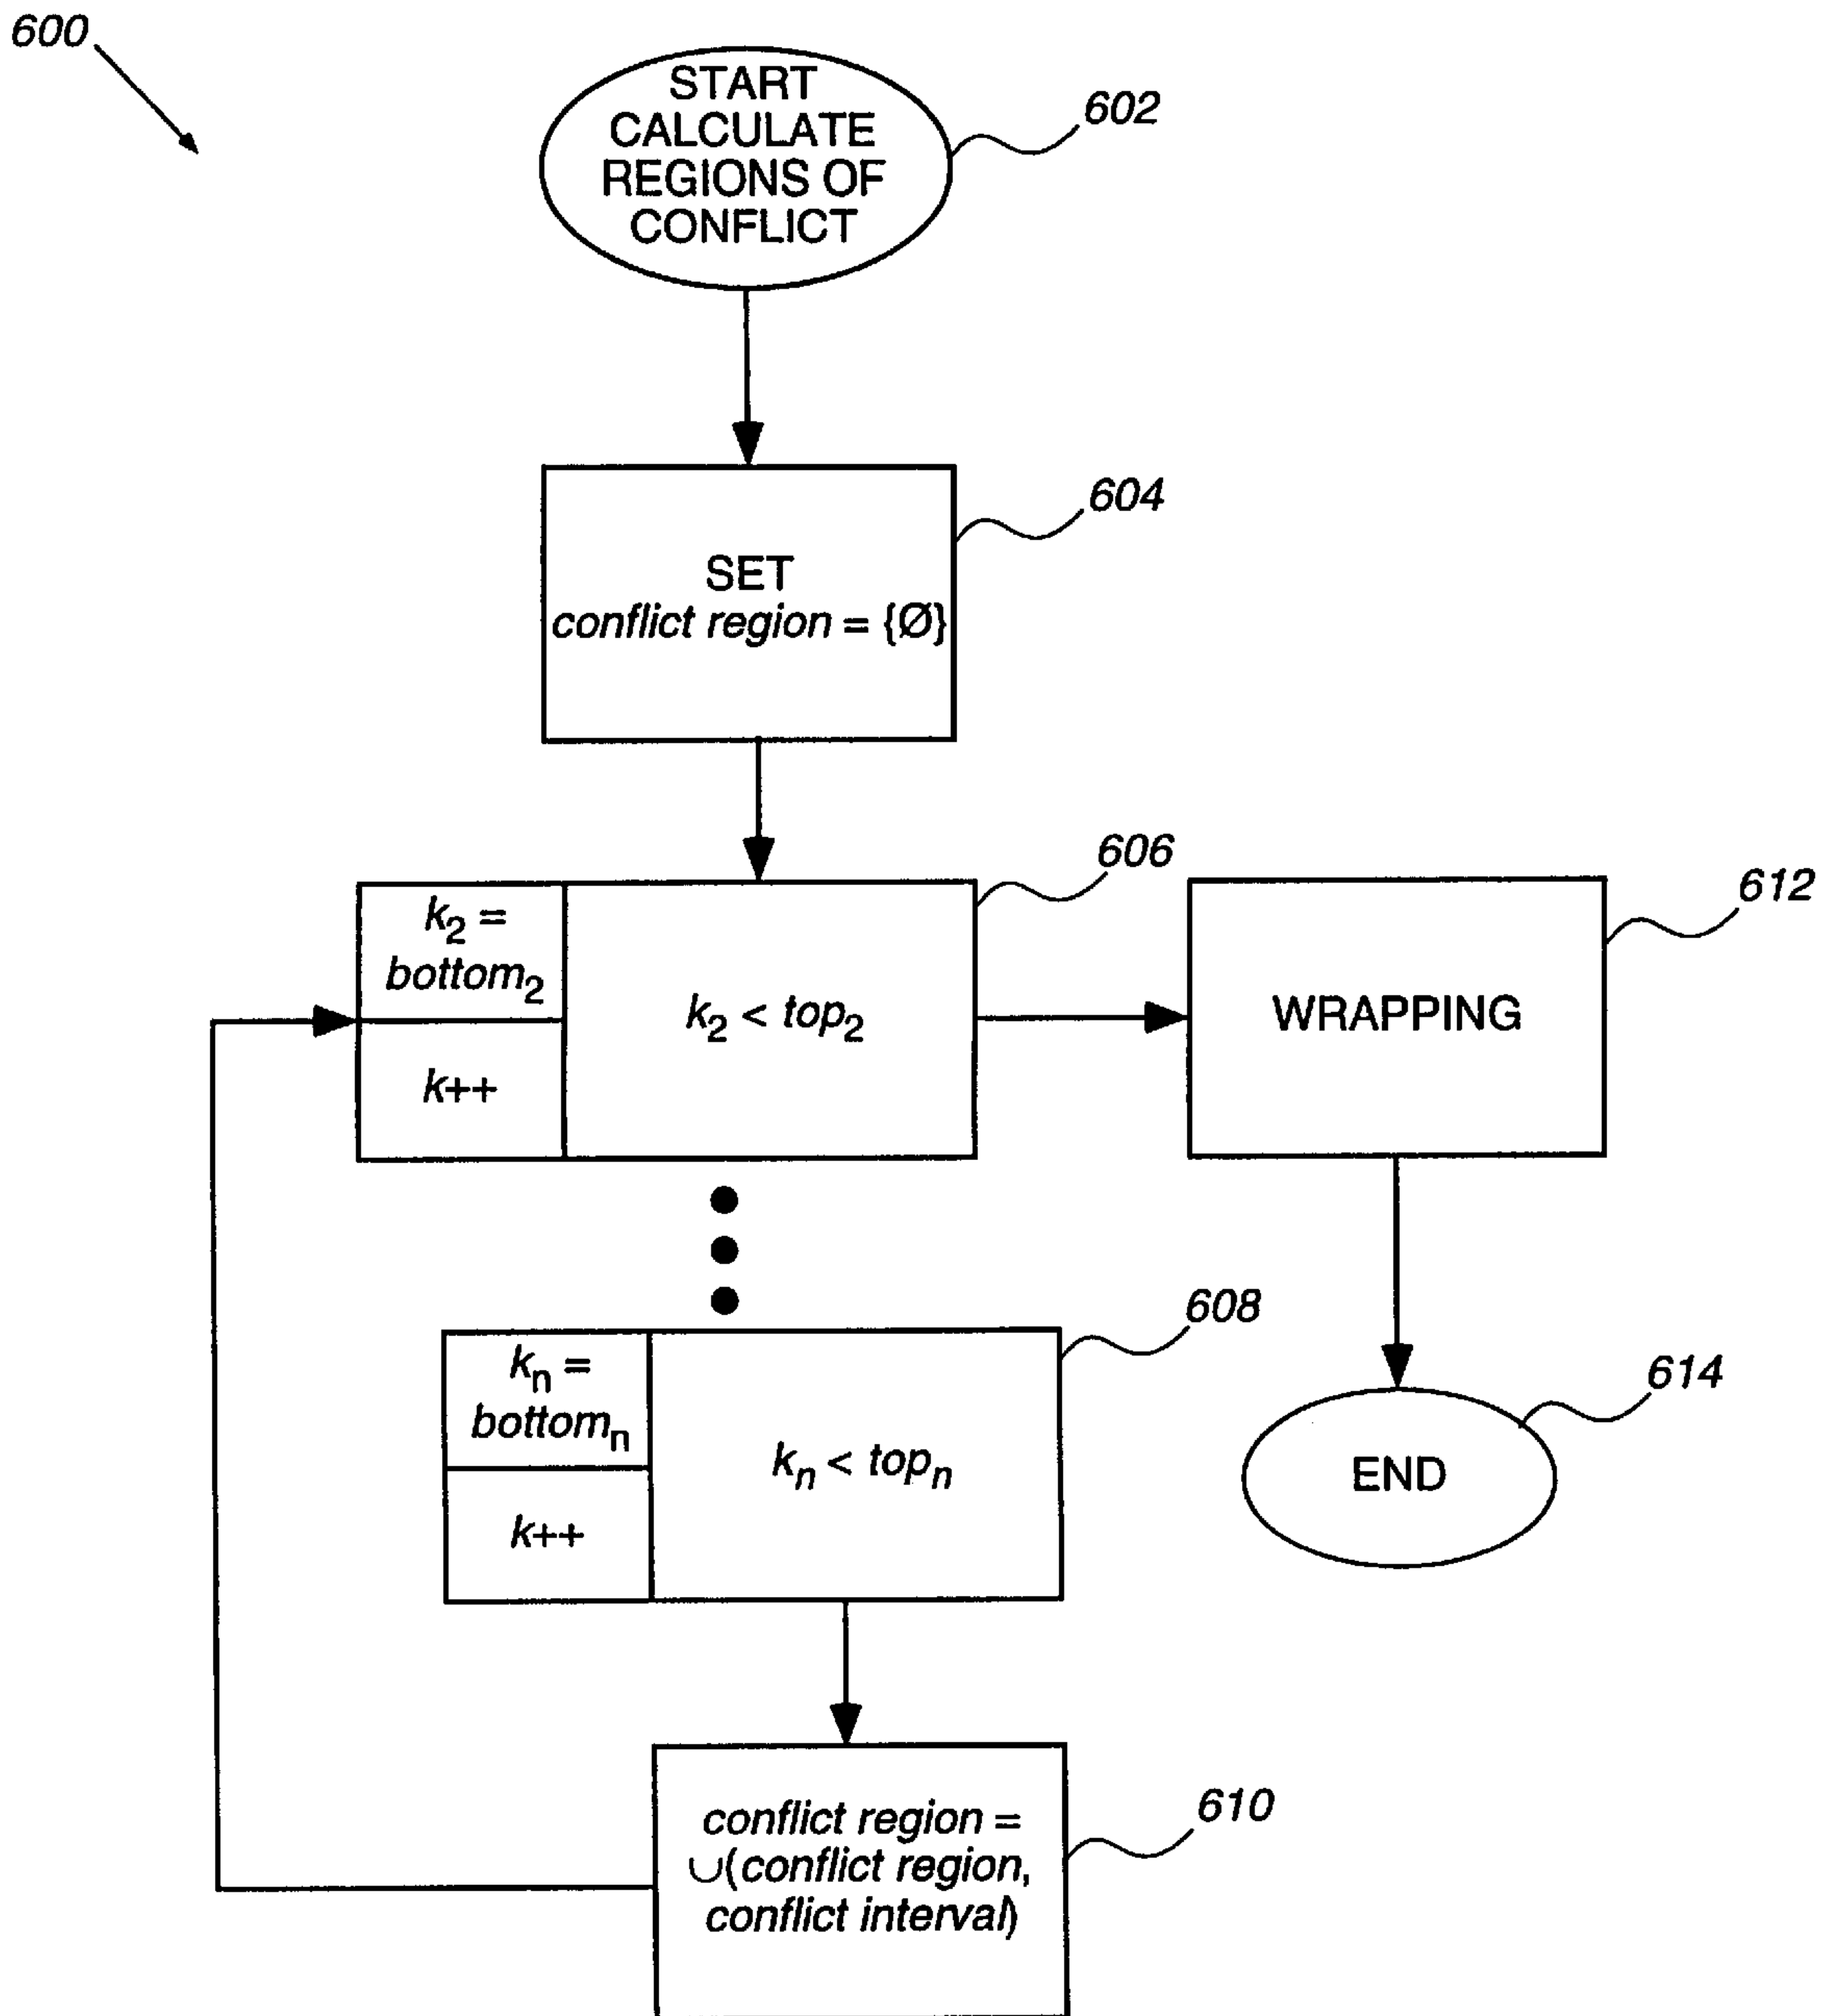 600
START
CALCULATE
REGIONS OF
CONFLICT
602
SET
conflict region = {Ø}
604
k2 =
bottom2
k++
k2 < top2
606
WRAPPING
612
kn =
bottomn
k++
kn < topn
608
END
614
conflict region =
∪(conflict region,
conflict interval)
610